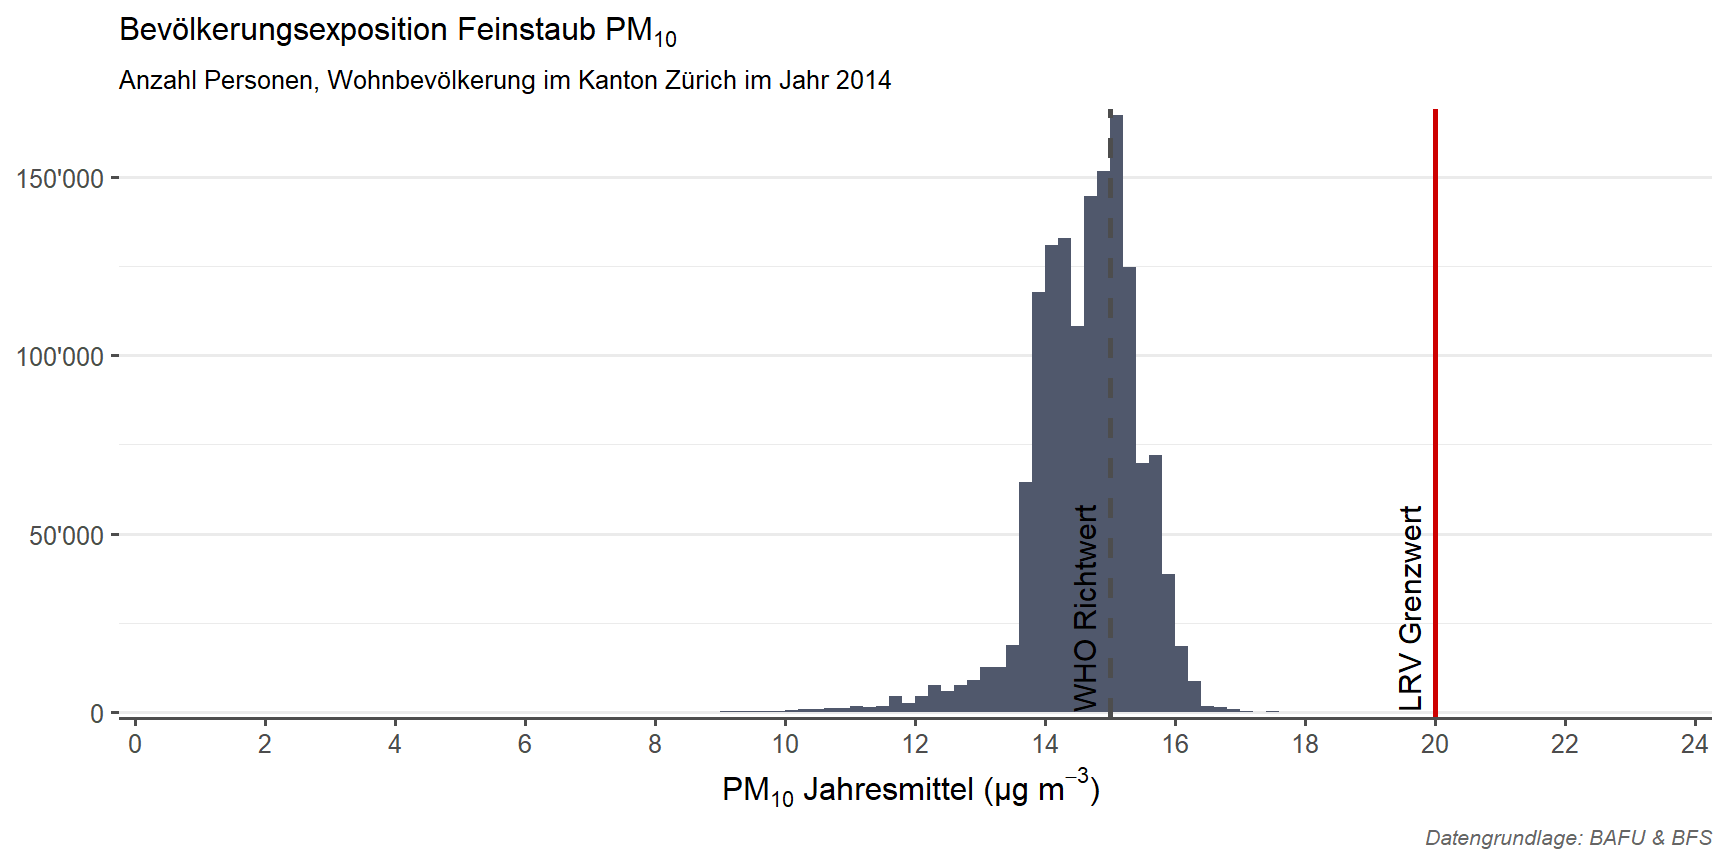 Bevölkerungsexposition Feinstaub PM₁₀
Anzahl Personen, Wohnbevölkerung im Kanton Zürich im Jahr 2014
150'000
100'000
50'000
0
WHO Richtwert
LRV Grenzwert
0 2 4 6 8 10 12 14 16 18 20 22 24
PM₁₀ Jahresmittel (µg m⁻³)
Datengrundlage: BAFU & BFS